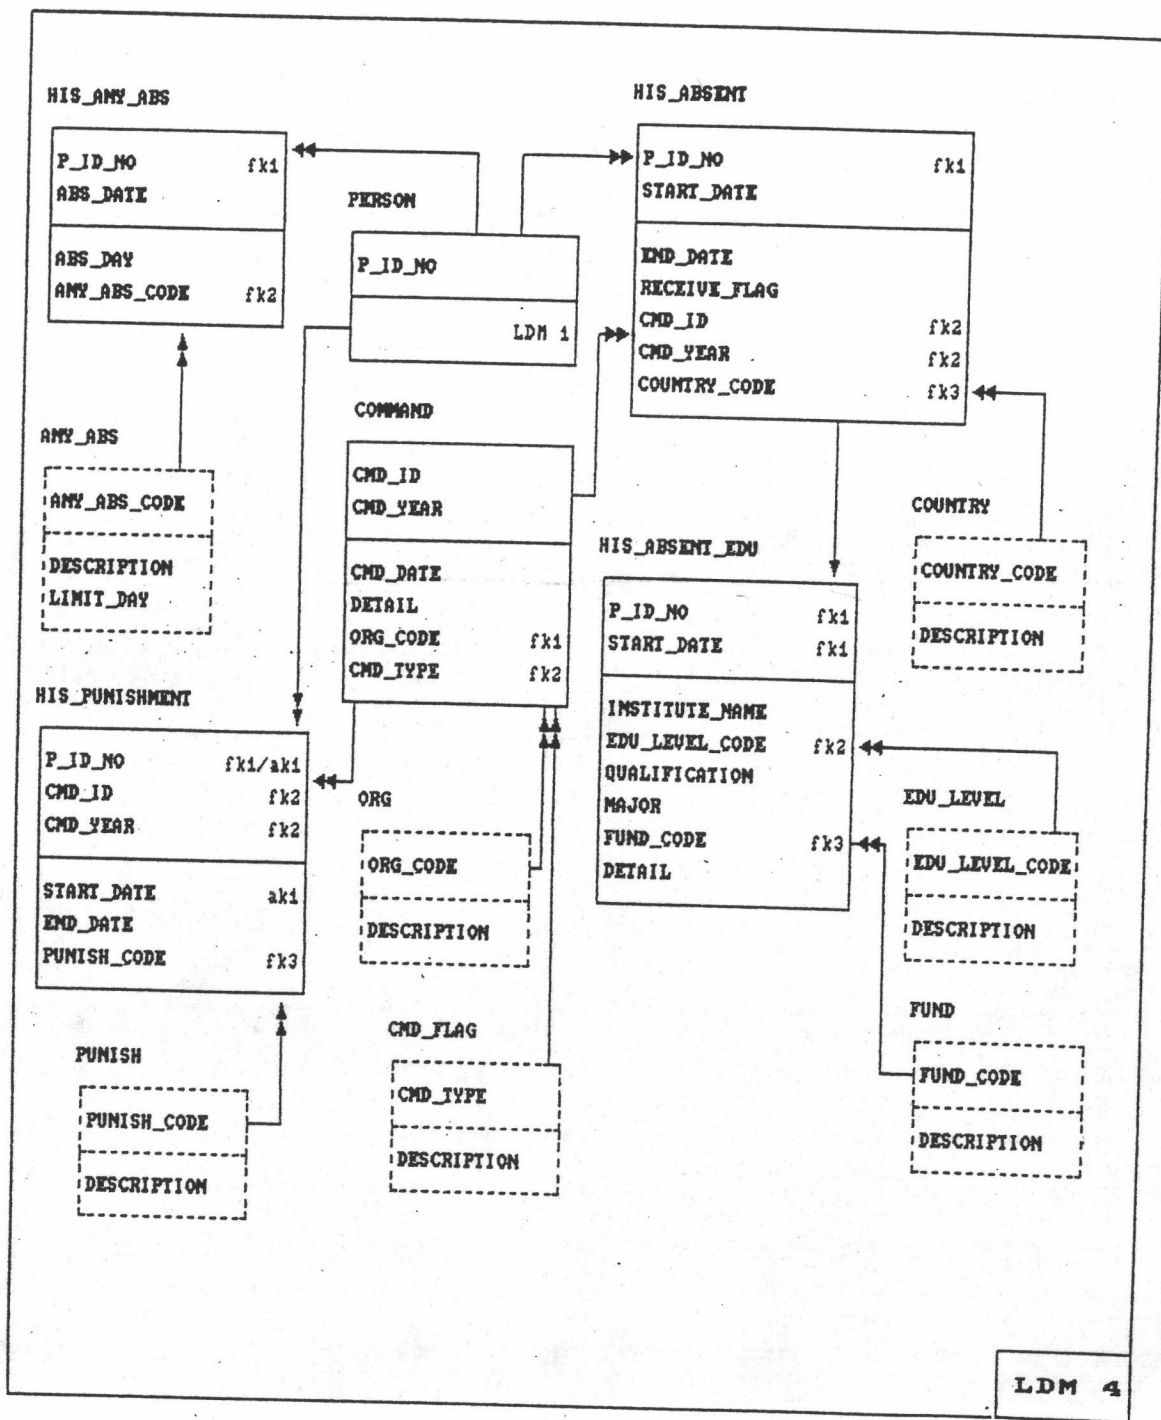 HIS_ANY_ABS
P_ID_NO fk1
ABS_DATE
ABS_DAY
ANY_ABS_CODE fk2
HIS_ABSENT
P_ID_NO fk1
START_DATE
END_DATE
RECEIVE_FLAG
CMD_ID fk2
CMD_YEAR fk2
COUNTRY_CODE fk3
PERSON
P_ID_NO
LDM 1
COMMAND
CMD_ID
CMD_YEAR
CMD_DATE
DETAIL
ORG_CODE fk1
CMD_TYPE fk2
ANY_ABS
ANY_ABS_CODE
DESCRIPTION
LIMIT_DAY
COUNTRY
COUNTRY_CODE
DESCRIPTION
HIS_ABSENT_EDU
P_ID_NO fk1
START_DATE fk1
INSTITUTE_NAME
EDU_LEVEL_CODE fk2
QUALIFICATION
MAJOR
FUND_CODE fk3
DETAIL
HIS_PUNISHMENT
P_ID_NO fk1/ak1
CMD_ID fk2
CMD_YEAR fk2
START_DATE ak1
END_DATE
PUNISH_CODE fk3
ORG
ORG_CODE
DESCRIPTION
EDU_LEVEL
EDU_LEVEL_CODE
DESCRIPTION
PUNISH
PUNISH_CODE
DESCRIPTION
CMD_FLAG
CMD_TYPE
DESCRIPTION
FUND
FUND_CODE
DESCRIPTION
LDM 4